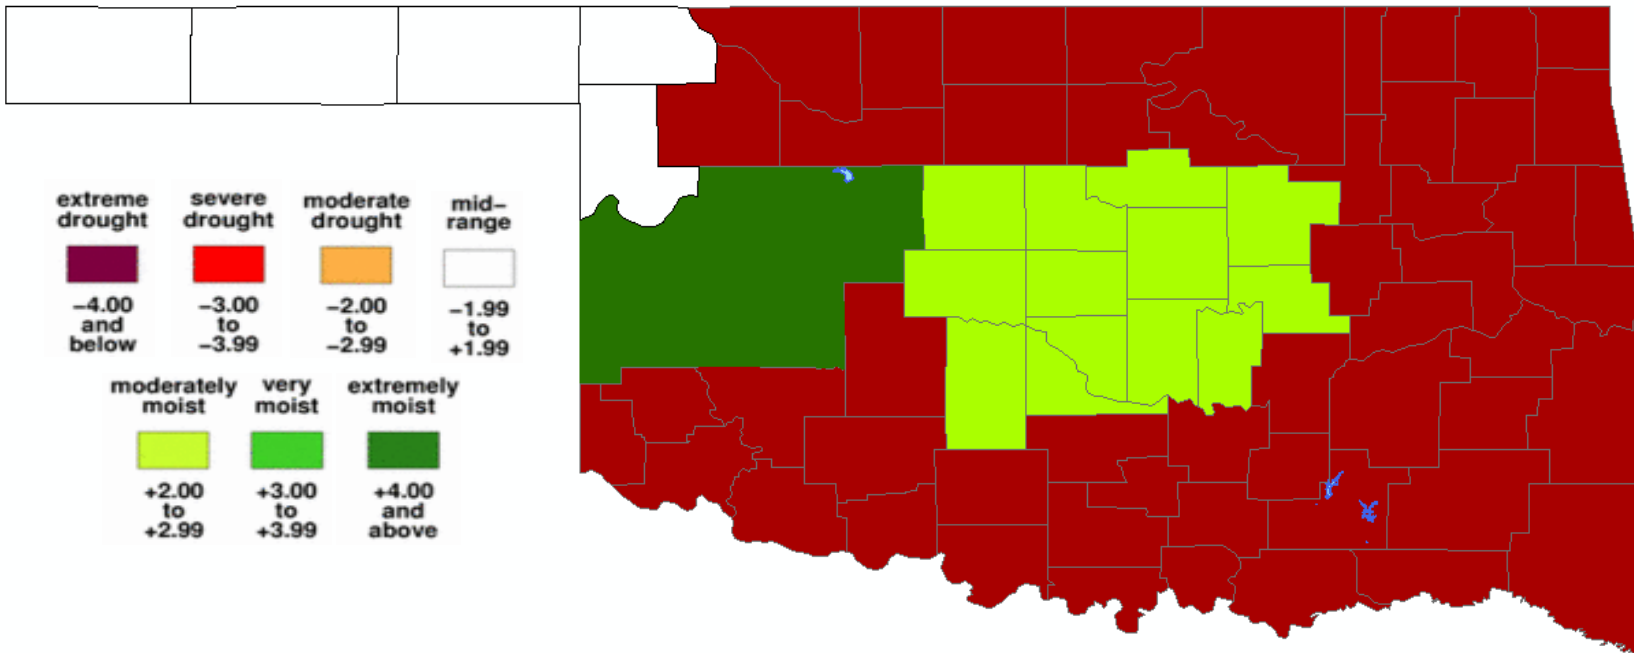 extreme
drought
severe
drought
moderate
drought
mid-
range
-4.00
and
below
-3.00
to
-3.99
-2.00
to
-2.99
-1.99
to
+1.99
moderately
moist
very
moist
extremely
moist
+2.00
to
+2.99
+3.00
to
+3.99
+4.00
and
above